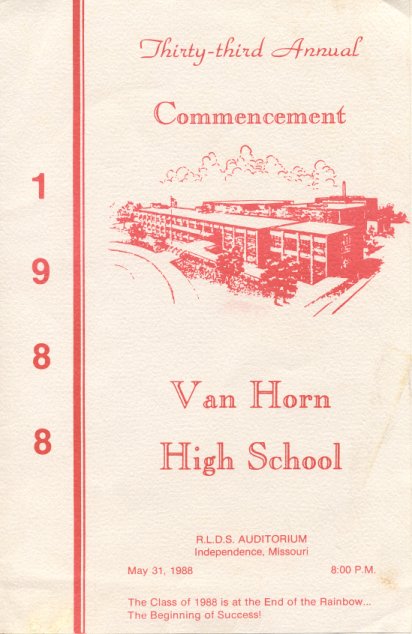 Thirty-third Annual
Commencement
1
9
8
8
Van Horn
High School
R.L.D.S. AUDITORIUM
Independence, Missouri
May 31, 1988 8:00 P.M.
The Class of 1988 is at the End of the Rainbow...
The Beginning of Success!